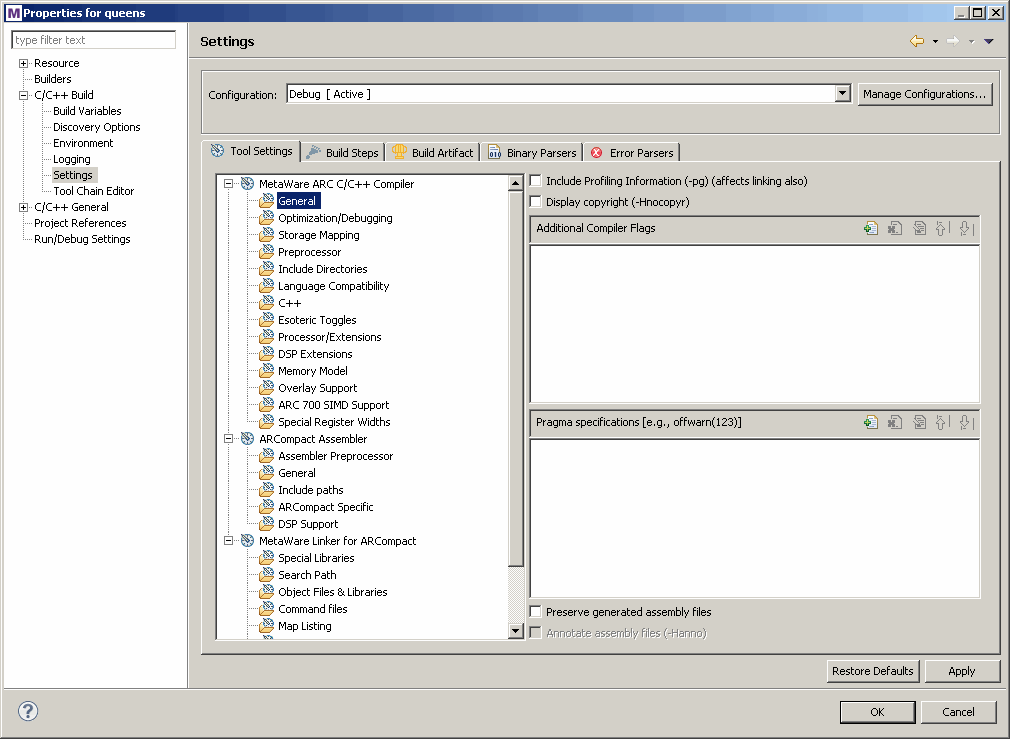 Properties for queens
type filter text
Resource
Builders
C/C++ Build
Build Variables
Discovery Options
Environment
Logging
Settings
Tool Chain Editor
C/C++ General
Project References
Run/Debug Settings
Settings
Configuration: Debug [ Active ] Manage Configurations...
Tool Settings Build Steps Build Artifact Binary Parsers Error Parsers
MetaWare ARC C/C++ Compiler
General
Optimization/Debugging
Storage Mapping
Preprocessor
Include Directories
Language Compatibility
C++
Esoteric Toggles
Processor/Extensions
DSP Extensions
Memory Model
Overlay Support
ARC 700 SIMD Support
Special Register Widths
ARCompact Assembler
Assembler Preprocessor
General
Include paths
ARCompact Specific
DSP Support
MetaWare Linker for ARCompact
Special Libraries
Search Path
Object Files & Libraries
Command files
Map Listing
Include Profiling Information (-pg) (affects linking also)
Display copyright (-Hnocopyr)
Additional Compiler Flags
Pragma specifications [e.g., offwarn(123)]
Preserve generated assembly files
Annotate assembly files (-Hanno)
Restore Defaults Apply
OK Cancel